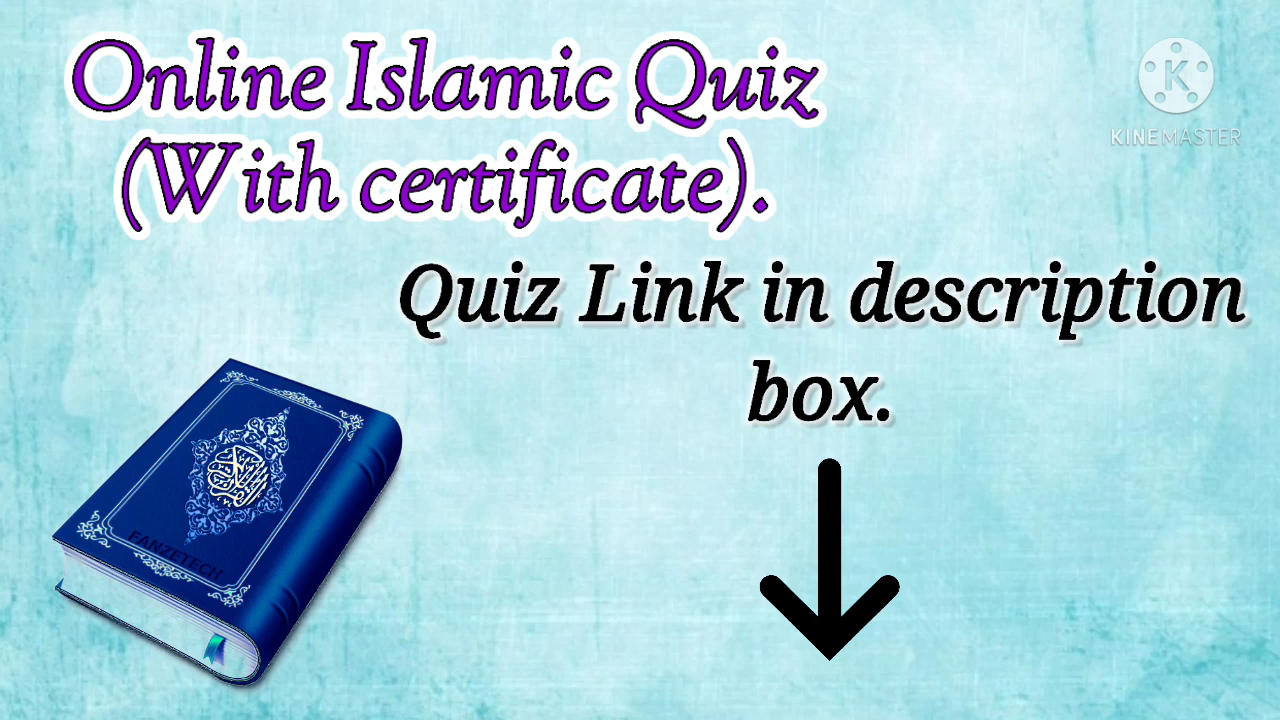 Online Islamic Quiz
(With certificate).
KINEMASTER
Quiz Link in description
box.
FANZETECH